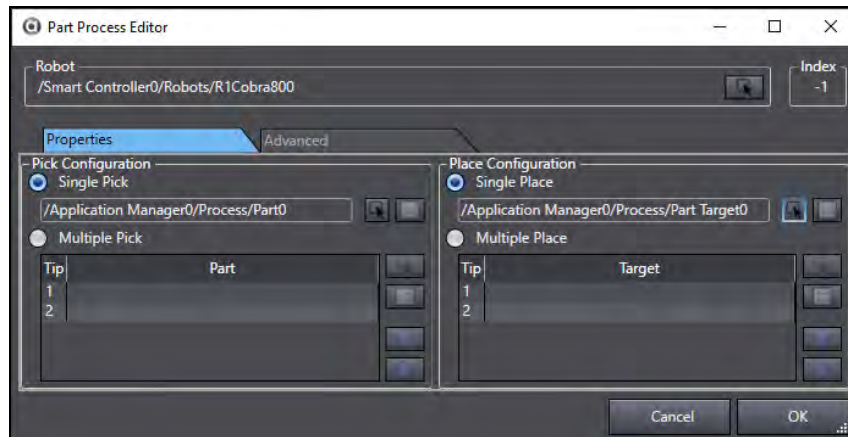 Part Process Editor
Robot
/Smart Controller0/Robots/R1Cobra800
Index
-1
Properties
Advanced
Pick Configuration
Single Pick
/Application Manager0/Process/Part0
Multiple Pick
Tip Part
1
2
Place Configuration
Single Place
/Application Manager0/Process/Part Target0
Multiple Place
Tip Target
1
2
Cancel
OK